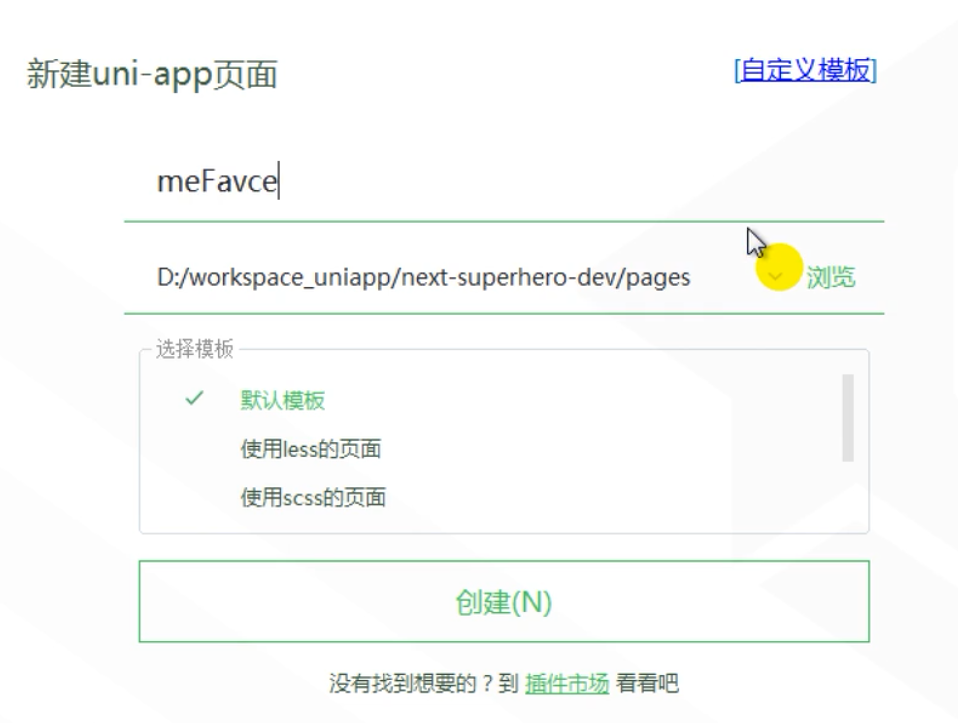 新建uni-app页面 [自定义模板]
meFavce
D:/workspace_uniapp/next-superhero-dev/pages 浏览
选择模板
默认模板
使用less的页面
使用scss的页面
创建(N)
没有找到想要的？到 插件市场 看看吧